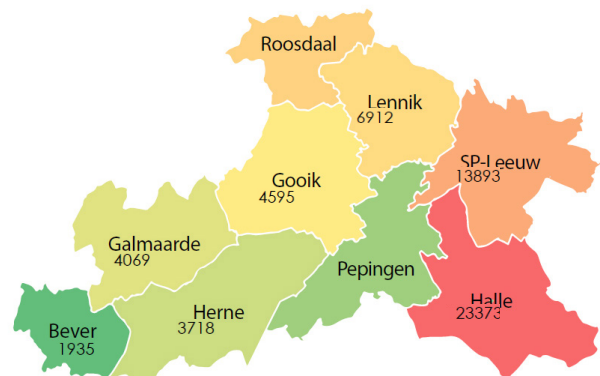 Roosdaal
Lennik
6912
SP-Leeuw
13893
Gooik
4595
Galmaarde
4069
Pepingen
Herne
3718
Halle
23373
Bever
1935